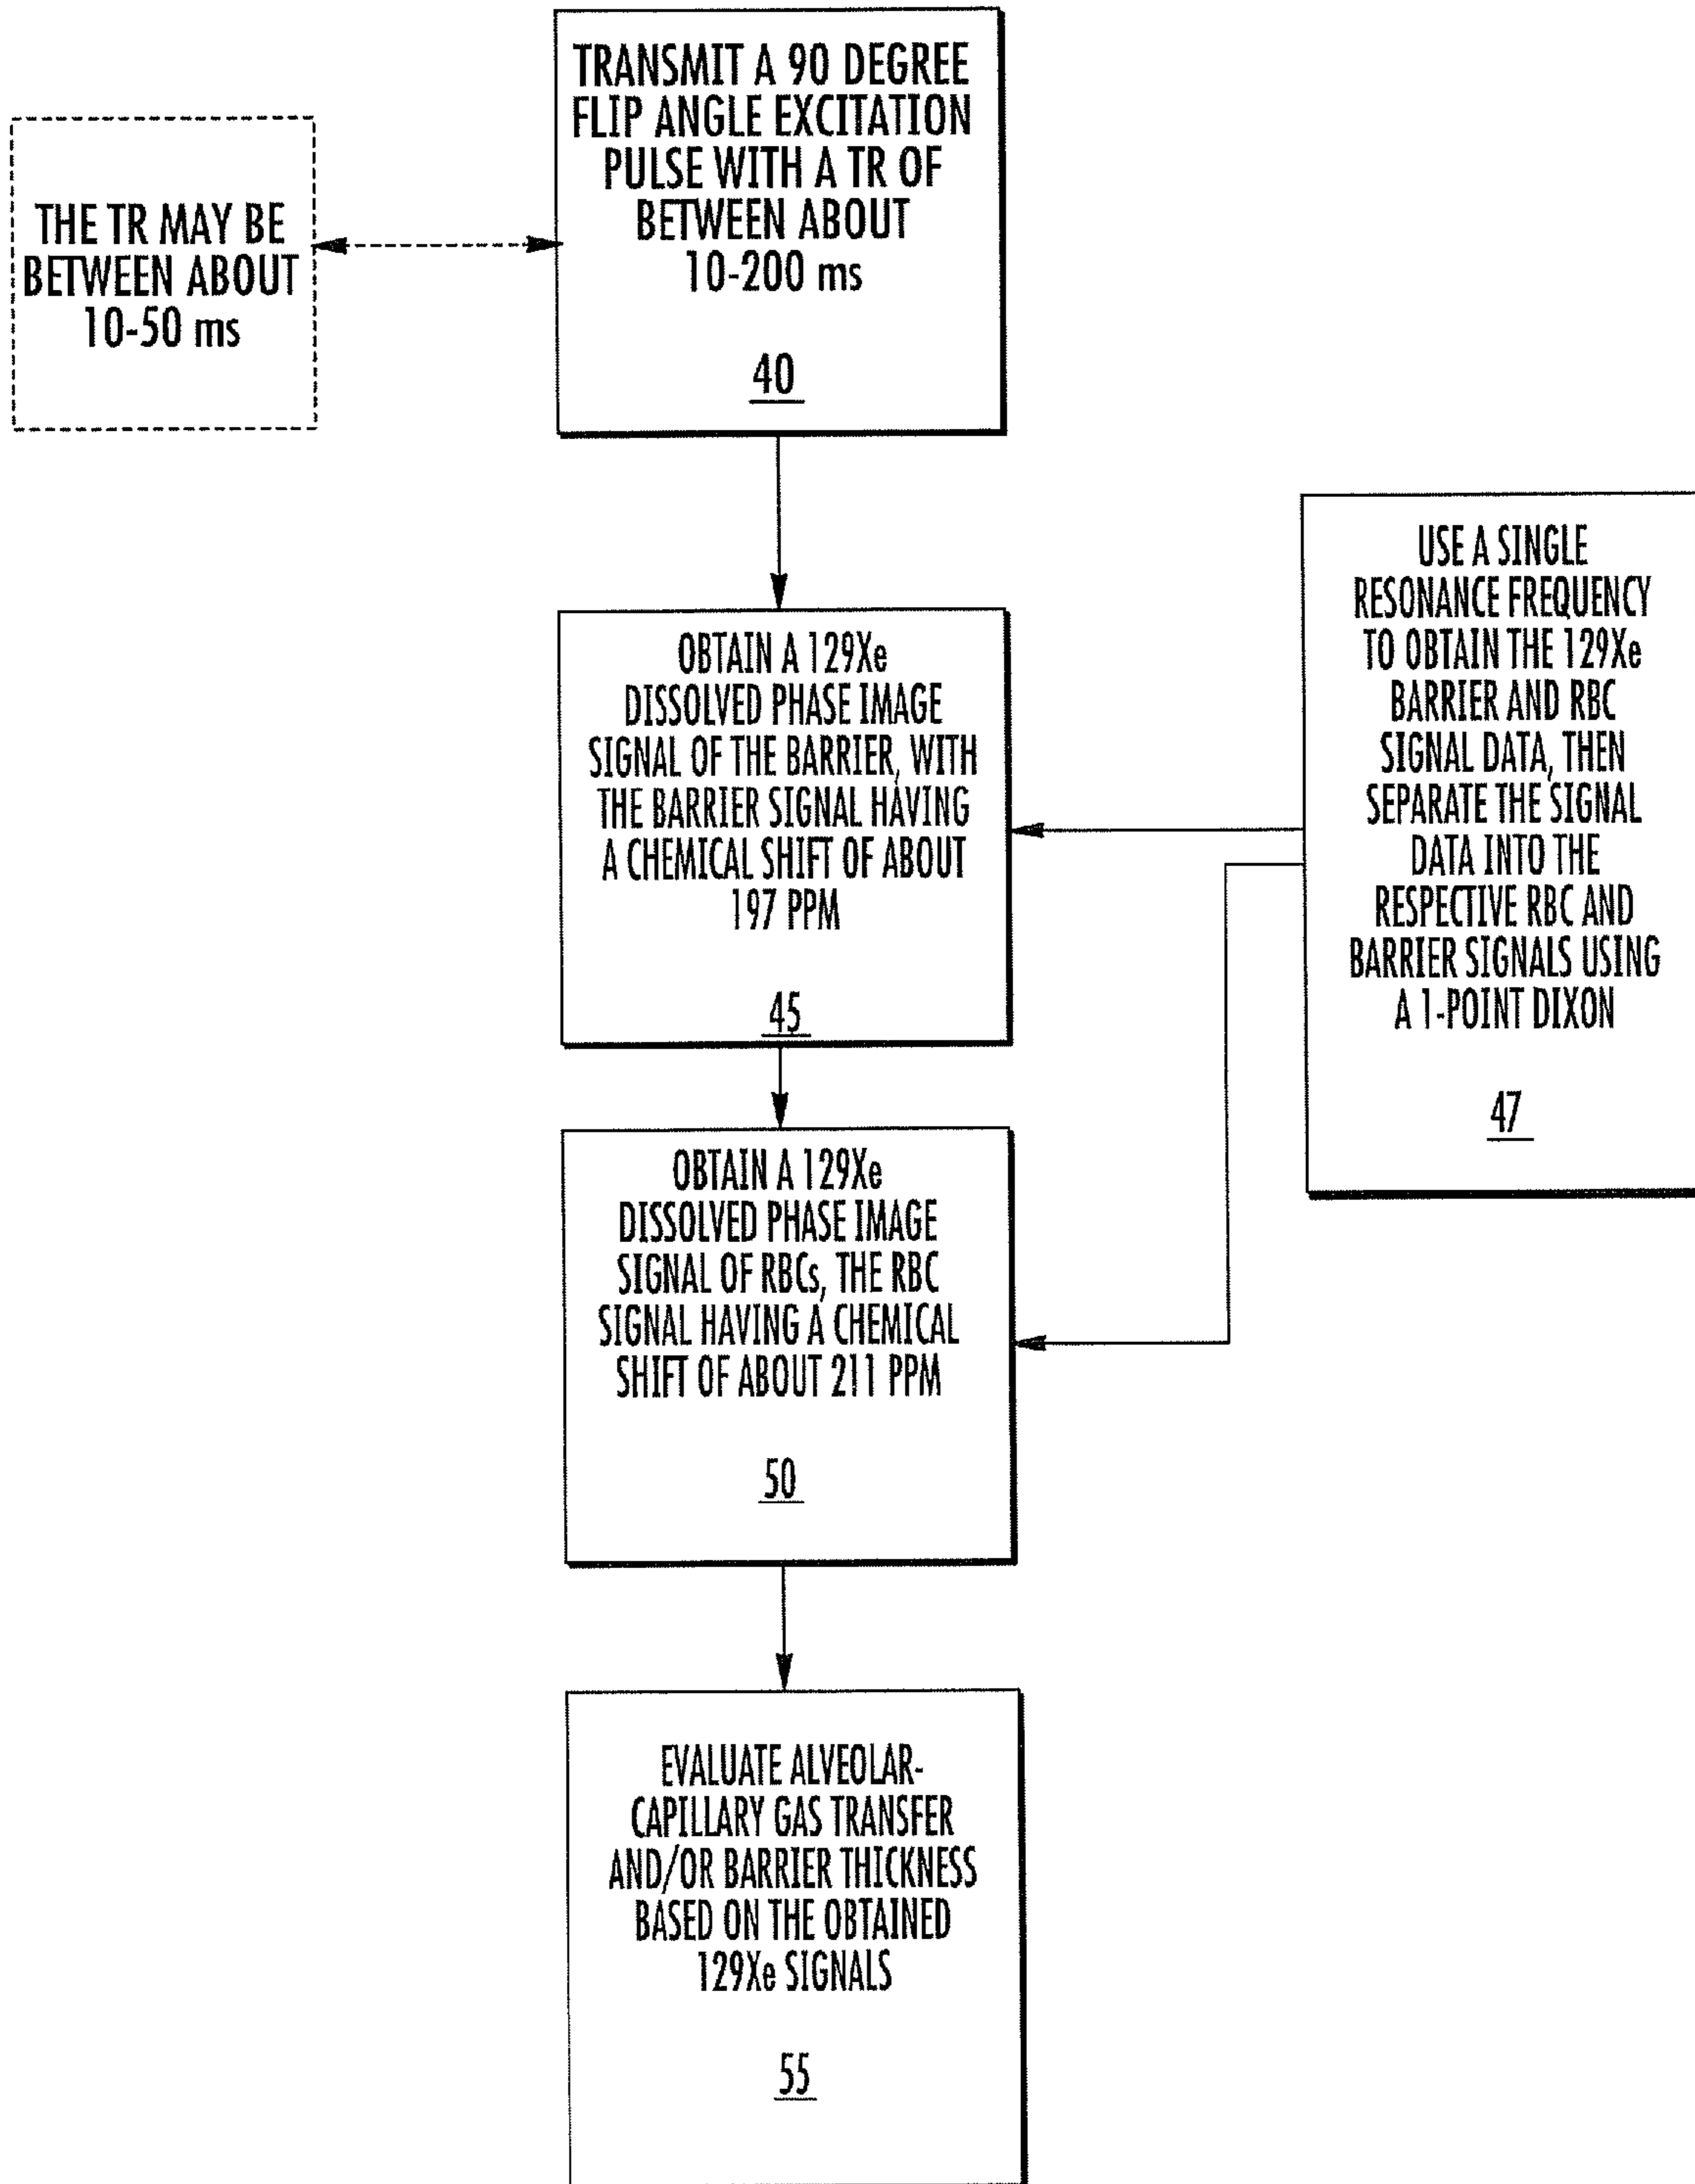 TRANSMIT A 90 DEGREE
FLIP ANGLE EXCITATION
PULSE WITH A TR OF
BETWEEN ABOUT
10-200 ms
40
THE TR MAY BE
BETWEEN ABOUT
10-50 ms
OBTAIN A 129Xe
DISSOLVED PHASE IMAGE
SIGNAL OF THE BARRIER, WITH
THE BARRIER SIGNAL HAVING
A CHEMICAL SHIFT OF ABOUT
197 PPM
45
USE A SINGLE
RESONANCE FREQUENCY
TO OBTAIN THE 129Xe
BARRIER AND RBC
SIGNAL DATA, THEN
SEPARATE THE SIGNAL
DATA INTO THE
RESPECTIVE RBC AND
BARRIER SIGNALS USING
A 1-POINT DIXON
47
OBTAIN A 129Xe
DISSOLVED PHASE IMAGE
SIGNAL OF RBCs, THE RBC
SIGNAL HAVING A CHEMICAL
SHIFT OF ABOUT 211 PPM
50
EVALUATE ALVEOLAR-
CAPILLARY GAS TRANSFER
AND/OR BARRIER THICKNESS
BASED ON THE OBTAINED
129Xe SIGNALS
55